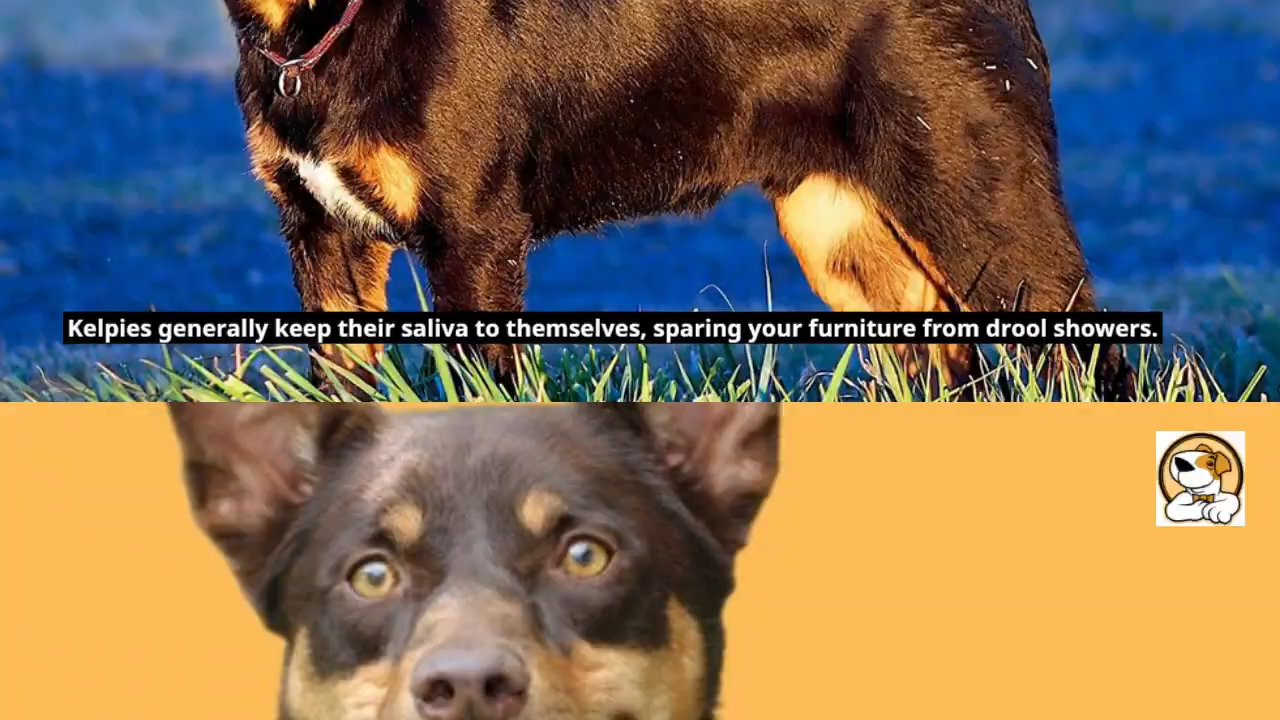 Kelpies generally keep their saliva to themselves, sparing your furniture from drool showers.